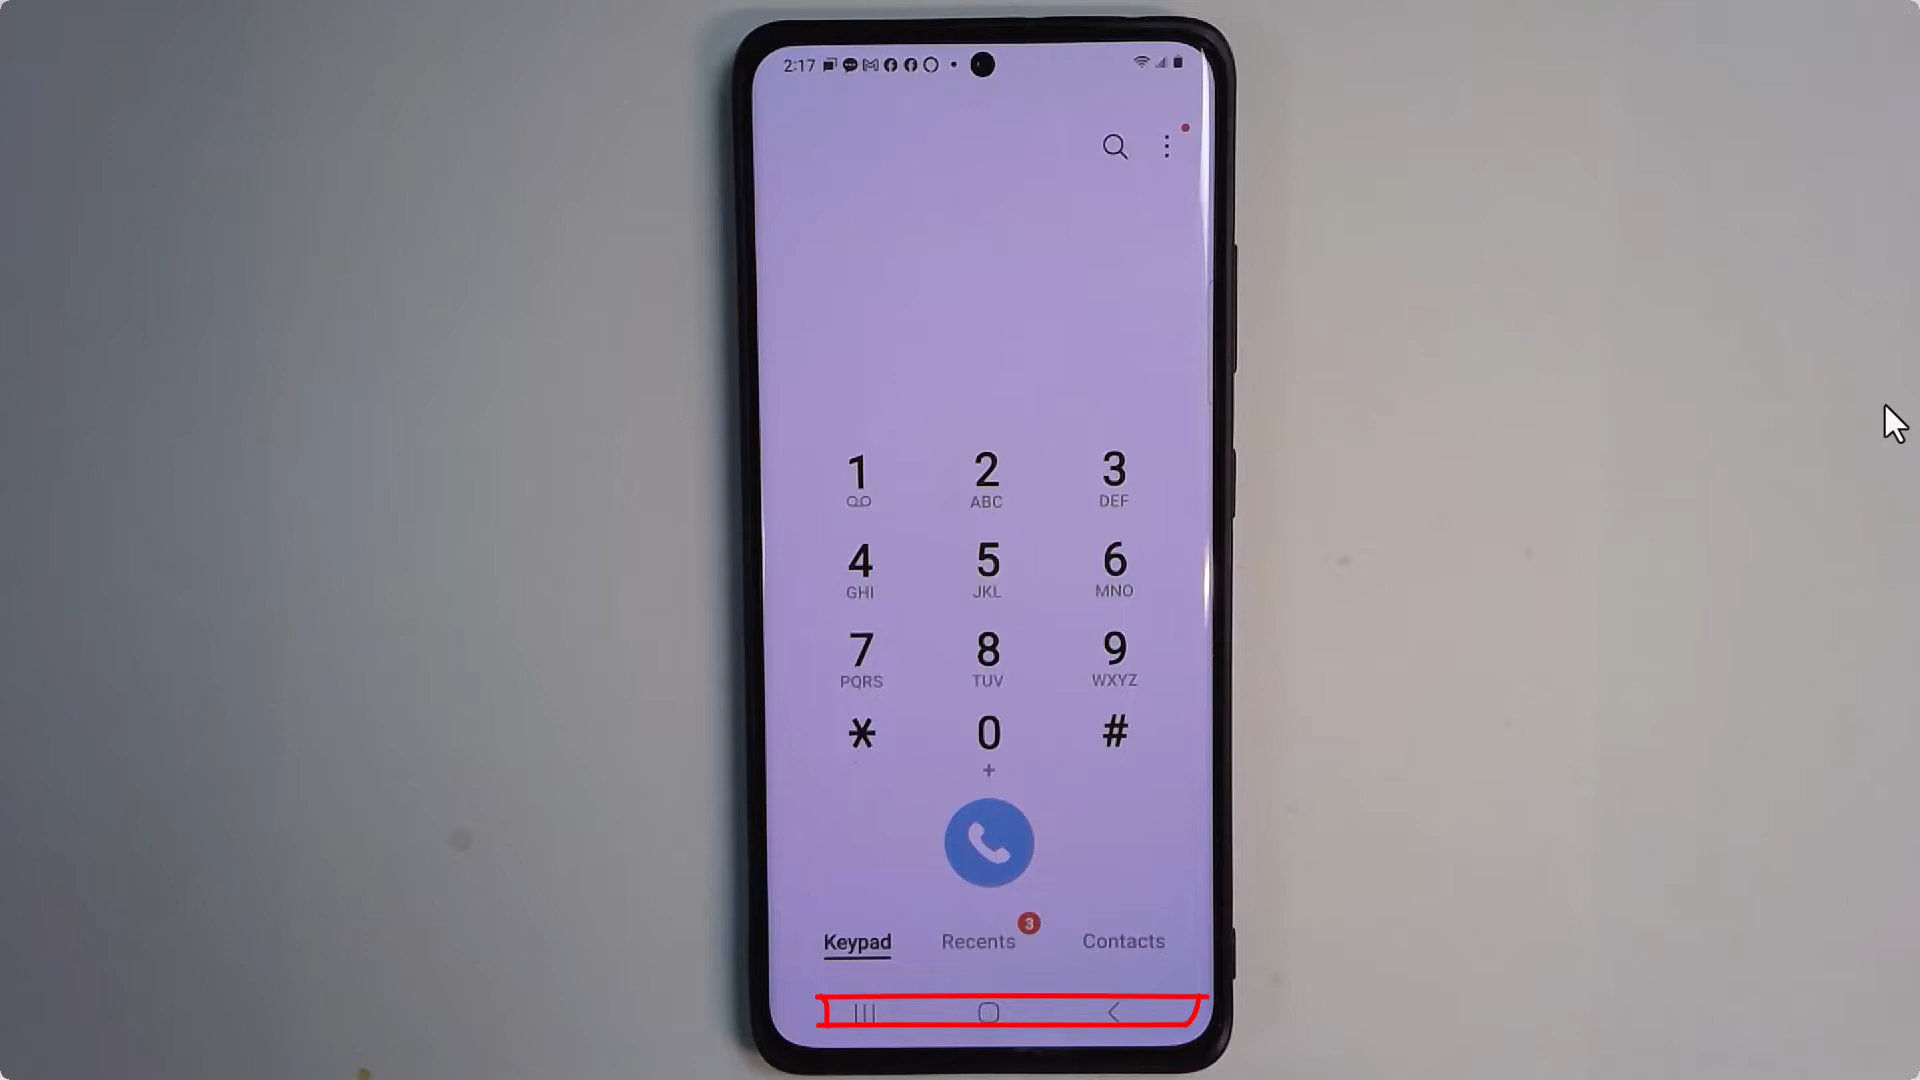 2:17
1 2 3
ABC DEF
4 5 6
GHI JKL MNO
7 8 9
PQRS TUV WXYZ
* 0 #
+
3
Keypad Recents Contacts